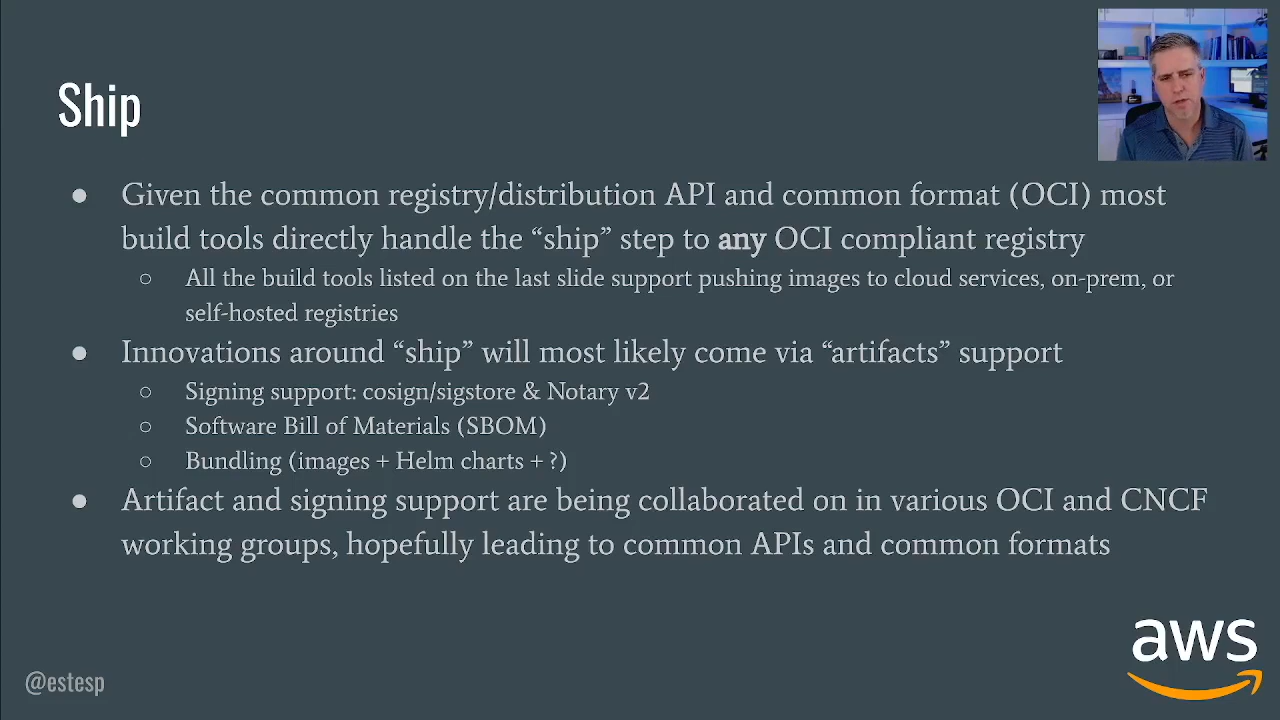 Ship
● Given the common registry/distribution API and common format (OCI) most
build tools directly handle the “ship” step to any OCI compliant registry
○ All the build tools listed on the last slide support pushing images to cloud services, on-prem, or
self-hosted registries
● Innovations around “ship” will most likely come via “artifacts” support
○ Signing support: cosign/sigstore & Notary v2
○ Software Bill of Materials (SBOM)
○ Bundling (images + Helm charts + ?)
● Artifact and signing support are being collaborated on in various OCI and CNCF
working groups, hopefully leading to common APIs and common formats
@estesp
aws